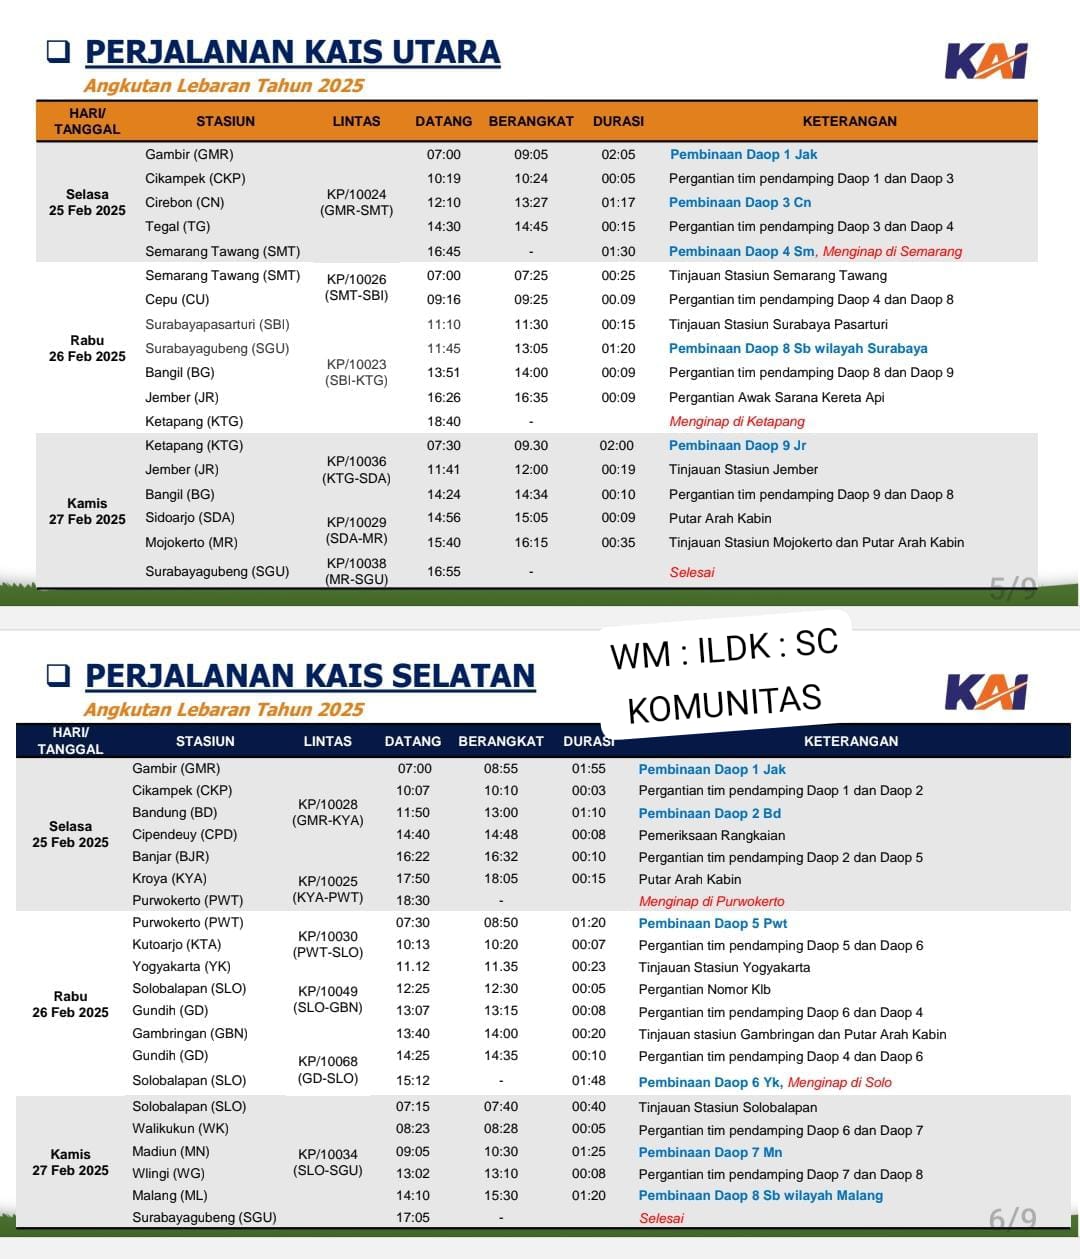 ❑ PERJALANAN KAIS UTARA
KAI
Angkutan Lebaran Tahun 2025
HARI/ TANGGAL STASIUN LINTAS DATANG BERANGKAT DURASI KETERANGAN
Selasa 25 Feb 2025
KP/10024 (GMR-SMT)
Gambir (GMR) 07:00 09:05 02:05 Pembinaan Daop 1 Jak
Cikampek (CKP) 10:19 10:24 00:05 Pergantian tim pendamping Daop 1 dan Daop 3
Cirebon (CN) 12:10 13:27 01:17 Pembinaan Daop 3 Cn
Tegal (TG) 14:30 14:45 00:15 Pergantian tim pendamping Daop 3 dan Daop 4
Semarang Tawang (SMT) 16:45 - 01:30 Pembinaan Daop 4 Sm, Menginap di Semarang
Rabu 26 Feb 2025
KP/10026 (SMT-SBI)
Semarang Tawang (SMT) 07:00 07:25 00:25 Tinjauan Stasiun Semarang Tawang
Cepu (CU) 09:16 09:25 00.09 Pergantian tim pendamping Daop 4 dan Daop 8
Surabayapasarturi (SBI) 11:10 11:30 00:15 Tinjauan Stasiun Surabaya Pasarturi
KP/10023 (SBI-KTG)
Surabayagubeng (SGU) 11:45 13:05 01:20 Pembinaan Daop 8 Sb wilayah Surabaya
Bangil (BG) 13:51 14:00 00:09 Pergantian tim pendamping Daop 8 dan Daop 9
Jember (JR) 16:26 16:35 00:09 Pergantian Awak Sarana Kereta Api
Ketapang (KTG) 18:40 - Menginap di Ketapang
Kamis 27 Feb 2025
KP/10036 (KTG-SDA)
Ketapang (KTG) 07:30 09.30 02:00 Pembinaan Daop 9 Jr
Jember (JR) 11:41 12:00 00:19 Tinjauan Stasiun Jember
Bangil (BG) 14:24 14:34 00:10 Pergantian tim pendamping Daop 9 dan Daop 8
KP/10029 (SDA-MR)
Sidoarjo (SDA) 14:56 15:05 00:09 Putar Arah Kabin
Mojokerto (MR) 15:40 16:15 00:35 Tinjauan Stasiun Mojokerto dan Putar Arah Kabin
KP/10038 (MR-SGU)
Surabayagubeng (SGU) 16:55 - Selesai
5/9
WM : ILDK : SC
KOMUNITAS
❑ PERJALANAN KAIS SELATAN
KAI
Angkutan Lebaran Tahun 2025
HARI/ TANGGAL STASIUN LINTAS DATANG BERANGKAT DURASI KETERANGAN
Selasa 25 Feb 2025
KP/10028 (GMR-KYA)
Gambir (GMR) 07:00 08:55 01:55 Pembinaan Daop 1 Jak
Cikampek (CKP) 10:07 10:10 00:03 Pergantian tim pendamping Daop 1 dan Daop 2
Bandung (BD) 11:50 13:00 01:10 Pembinaan Daop 2 Bd
Cipendeuy (CPD) 14:40 14:48 00:08 Pemeriksaan Rangkaian
Banjar (BJR) 16:22 16:32 00:10 Pergantian tim pendamping Daop 2 dan Daop 5
KP/10025 (KYA-PWT)
Kroya (KYA) 17:50 18:05 00:15 Putar Arah Kabin
Purwokerto (PWT) 18:30 - Menginap di Purwokerto
Rabu 26 Feb 2025
KP/10030 (PWT-SLO)
Purwokerto (PWT) 07:30 08:50 01:20 Pembinaan Daop 5 Pwt
Kutoarjo (KTA) 10:13 10:20 00:07 Pergantian tim pendamping Daop 5 dan Daop 6
Yogyakarta (YK) 11.12 11.35 00:23 Tinjauan Stasiun Yogyakarta
KP/10049 (SLO-GBN)
Solobalapan (SLO) 12:25 12:30 00:05 Pergantian Nomor Klb
Gundih (GD) 13:07 13:15 00:08 Pergantian tim pendamping Daop 6 dan Daop 4
Gambringan (GBN) 13:40 14:00 00:20 Tinjauan stasiun Gambringan dan Putar Arah Kabin
KP/10068 (GD-SLO)
Gundih (GD) 14:25 14:35 00:10 Pergantian tim pendamping Daop 4 dan Daop 6
Solobalapan (SLO) 15:12 - 01:48 Pembinaan Daop 6 Yk, Menginap di Solo
Kamis 27 Feb 2025
KP/10034 (SLO-SGU)
Solobalapan (SLO) 07:15 07:40 00:40 Tinjauan Stasiun Solobalapan
Walikukun (WK) 08:23 08:28 00:05 Pergantian tim pendamping Daop 6 dan Daop 7
Madiun (MN) 09:05 10:30 01:25 Pembinaan Daop 7 Mn
Wlingi (WG) 13:02 13:10 00:08 Pergantian tim pendamping Daop 7 dan Daop 8
Malang (ML) 14:10 15:30 01:20 Pembinaan Daop 8 Sb wilayah Malang
Surabayagubeng (SGU) 17:05 - Selesai
6/9